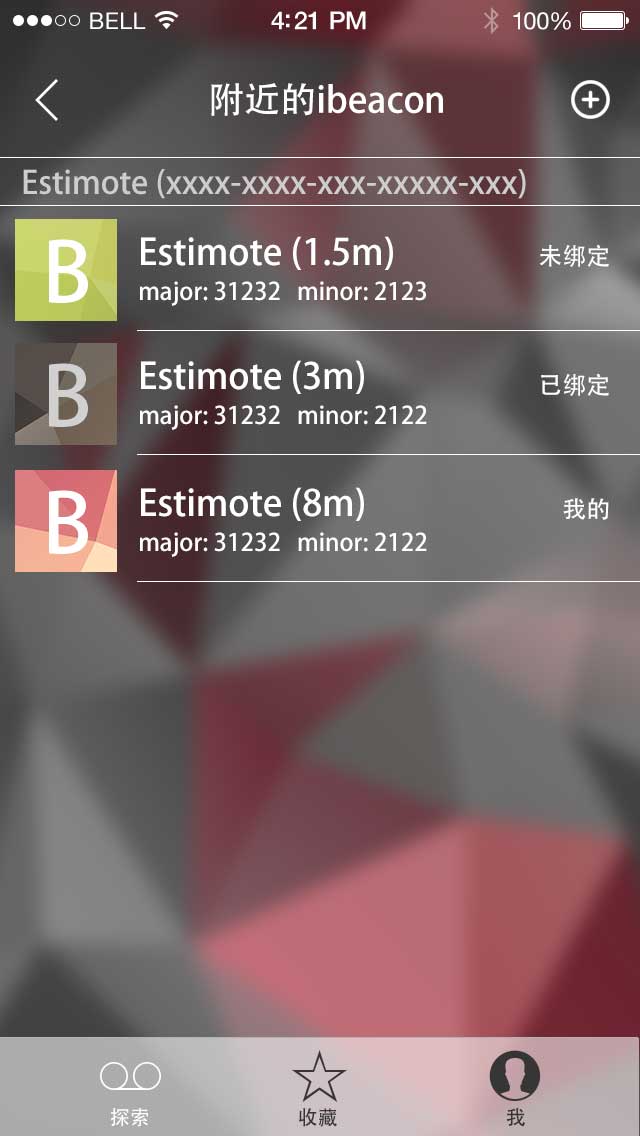 BELL 4:21 PM 100%
附近的ibeacon
Estimote (xxxx-xxxx-xxx-xxxxx-xxx)
B Estimote (1.5m) 未绑定
major: 31232 minor: 2123
B Estimote (3m) 已绑定
major: 31232 minor: 2122
B Estimote (8m) 我的
major: 31232 minor: 2122
探索 收藏 我